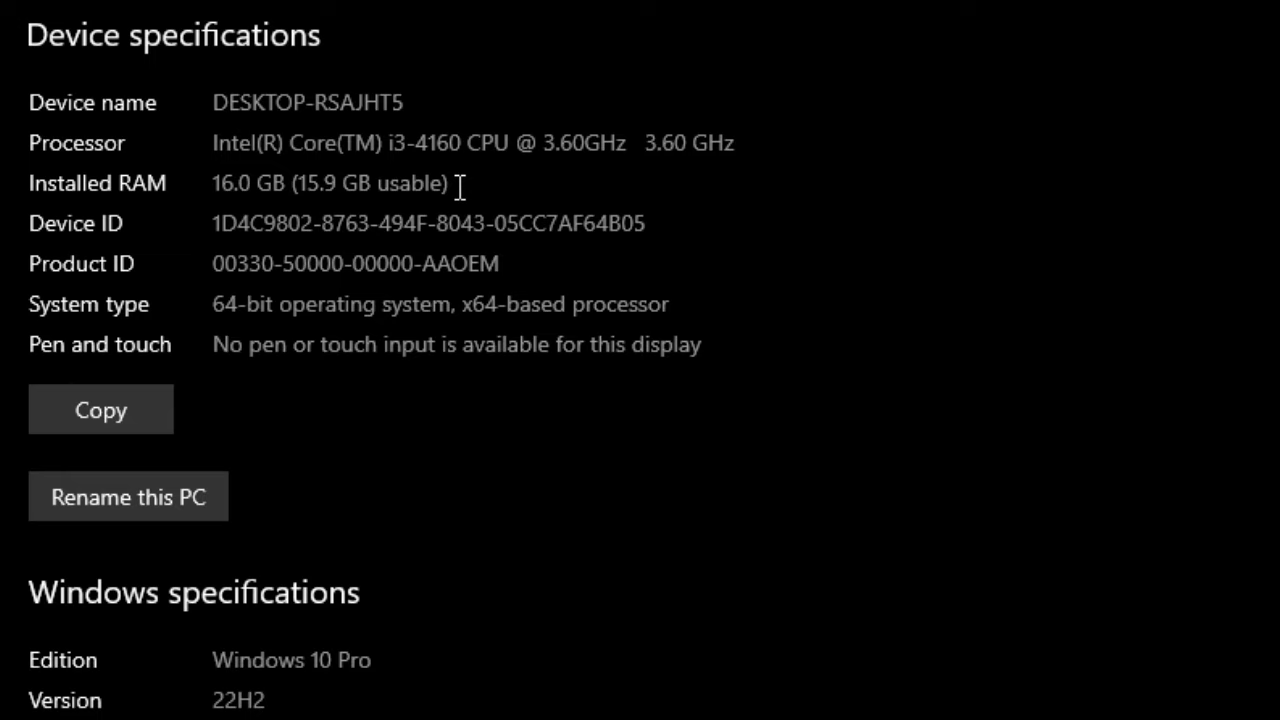 Device specifications
Device name DESKTOP-RSAJHT5
Processor Intel(R) Core(TM) i3-4160 CPU @ 3.60GHz 3.60 GHz
Installed RAM 16.0 GB (15.9 GB usable)
Device ID 1D4C9802-8763-494F-8043-05CC7AF64B05
Product ID 00330-50000-00000-AAOEM
System type 64-bit operating system, x64-based processor
Pen and touch No pen or touch input is available for this display
Copy
Rename this PC
Windows specifications
Edition Windows 10 Pro
Version 22H2